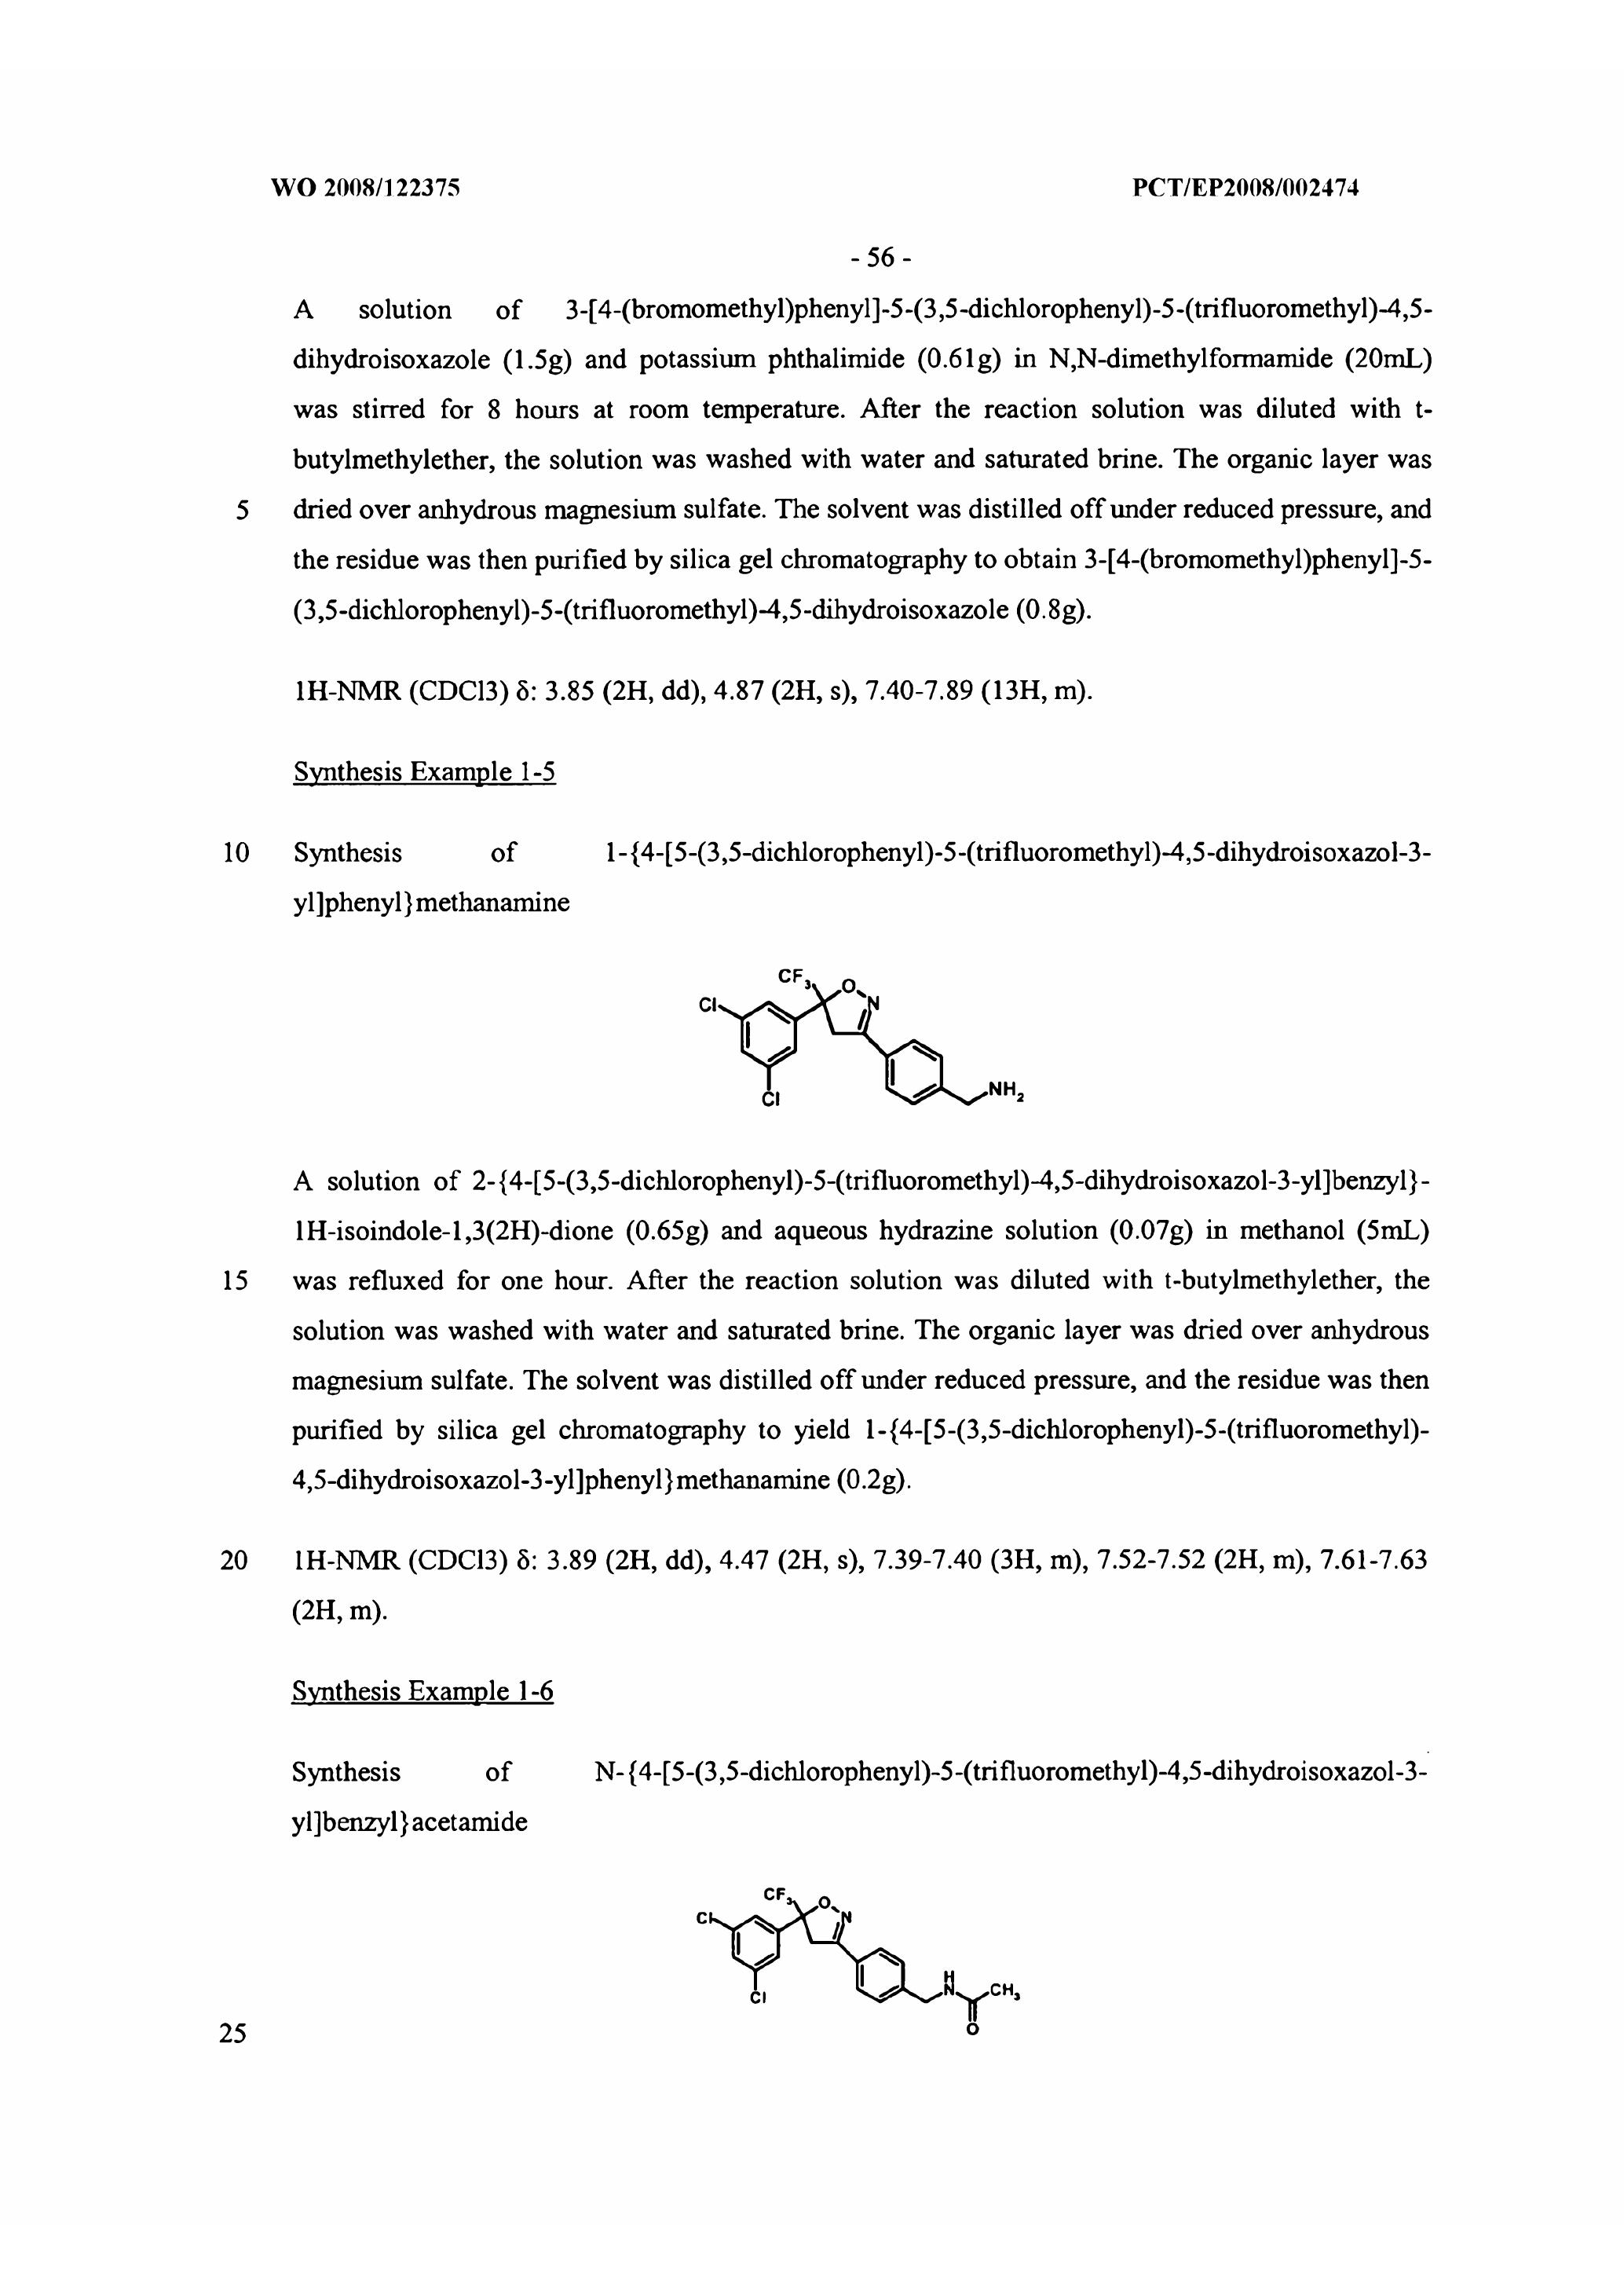 WO 2008/122375 PCT/EP2008/002474
- 56 -
A solution of 3-[4-(bromomethyl)phenyl]-5-(3,5-dichlorophenyl)-5-(trifluoromethyl)-4,5-
dihydroisoxazole (1.5g) and potassium phthalimide (0.61g) in N,N-dimethylformamide (20mL)
was stirred for 8 hours at room temperature. After the reaction solution was diluted with t-
butylmethylether, the solution was washed with water and saturated brine. The organic layer was
5 dried over anhydrous magnesium sulfate. The solvent was distilled off under reduced pressure, and
the residue was then purified by silica gel chromatography to obtain 3-[4-(bromomethyl)phenyl]-5-
(3,5-dichlorophenyl)-5-(trifluoromethyl)-4,5-dihydroisoxazole (0.8g).
1H-NMR (CDCl3) δ: 3.85 (2H, dd), 4.87 (2H, s), 7.40-7.89 (13H, m).
Synthesis Example 1-5
10 Synthesis of 1-{4-[5-(3,5-dichlorophenyl)-5-(trifluoromethyl)-4,5-dihydroisoxazol-3-
yl]phenyl}methanamine
CF3 O
Cl N
NH2
Cl
A solution of 2-{4-[5-(3,5-dichlorophenyl)-5-(trifluoromethyl)-4,5-dihydroisoxazol-3-yl]benzyl}-
1H-isoindole-1,3(2H)-dione (0.65g) and aqueous hydrazine solution (0.07g) in methanol (5mL)
15 was refluxed for one hour. After the reaction solution was diluted with t-butylmethylether, the
solution was washed with water and saturated brine. The organic layer was dried over anhydrous
magnesium sulfate. The solvent was distilled off under reduced pressure, and the residue was then
purified by silica gel chromatography to yield 1-{4-[5-(3,5-dichlorophenyl)-5-(trifluoromethyl)-
4,5-dihydroisoxazol-3-yl]phenyl}methanamine (0.2g).
20 1H-NMR (CDCl3) δ: 3.89 (2H, dd), 4.47 (2H, s), 7.39-7.40 (3H, m), 7.52-7.52 (2H, m), 7.61-7.63
(2H, m).
Synthesis Example 1-6
Synthesis of N-{4-[5-(3,5-dichlorophenyl)-5-(trifluoromethyl)-4,5-dihydroisoxazol-3-
yl]benzyl}acetamide
CF3 O
Cl N
H
N CH3
Cl
O
25